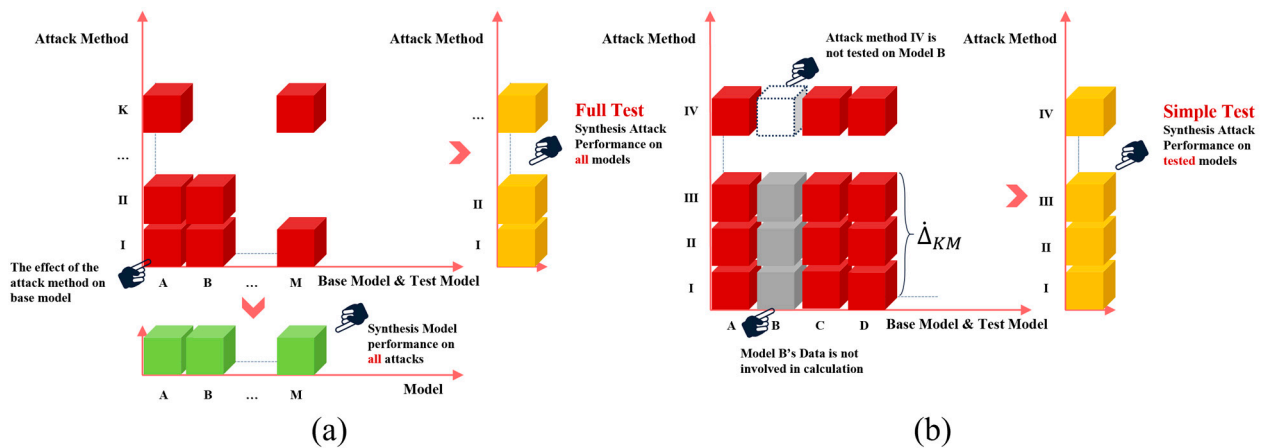 Attack Method
K
...
II
I
The effect of the
attack method on
base model
A B ... M
Base Model & Test Model
Attack Method
...
II
I
Full Test
Synthesis Attack
Performance on
all models
Synthesis Model
performance on
all attacks
A B ... M
Model
(a)
Attack Method
IV
III
II
I
Attack method IV is
not tested on Model B
Δ̇KM
A B C D
Base Model & Test Model
Model B's Data is not
involved in calculation
Attack Method
IV
III
II
I
Simple Test
Synthesis Attack
Performance on
tested models
(b)